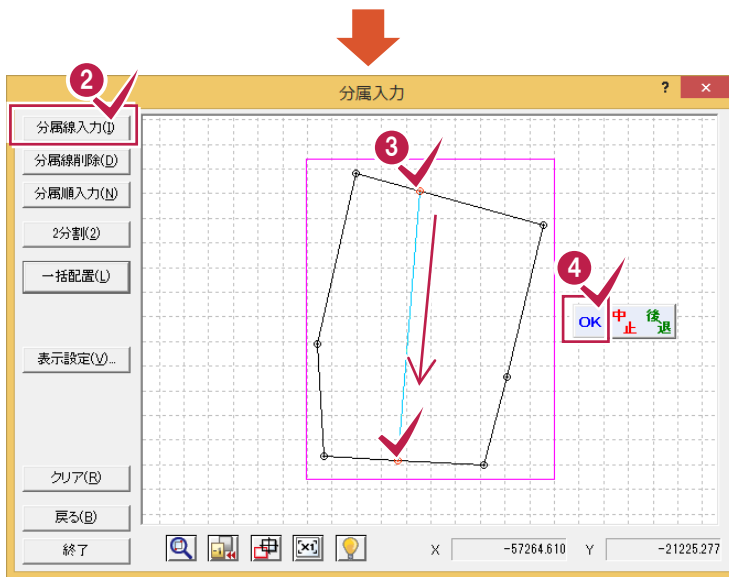 分属入力
?
×
2
分属線入力(I)
分属線削除(D)
分属順入力(N)
2分割(2)
一括配置(L)
表示設定(V)...
クリア(R)
戻る(B)
終了
3
4
OK
中止
後退
X1
X
-57264.610
Y
-21225.277